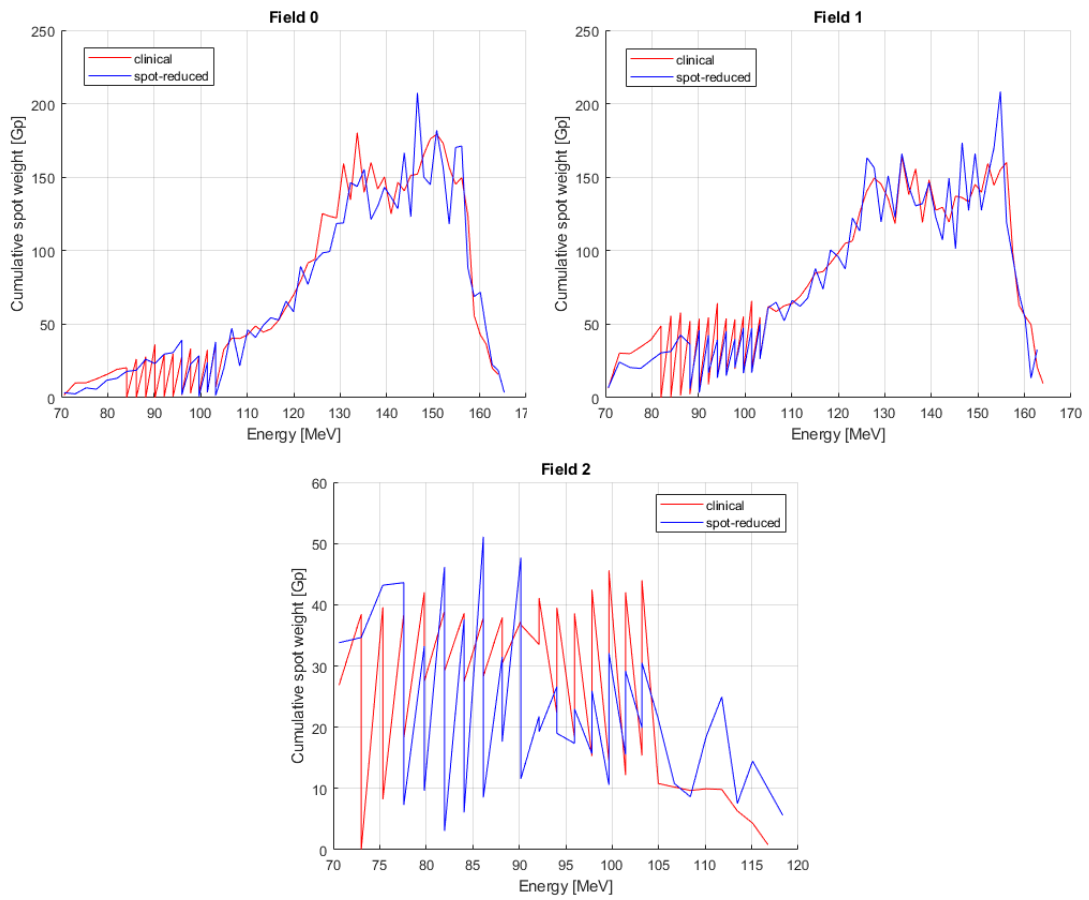 Field 0
250
200
150
100
50
0
Cumulative spot weight [Gp]
clinical
spot-reduced
70 80 90 100 110 120 130 140 150 160 17
Energy [MeV]
Field 1
250
200
150
100
50
0
Cumulative spot weight [Gp]
clinical
spot-reduced
70 80 90 100 110 120 130 140 150 160 170
Energy [MeV]
Field 2
60
50
40
30
20
10
0
Cumulative spot weight [Gp]
clinical
spot-reduced
70 75 80 85 90 95 100 105 110 115 120
Energy [MeV]